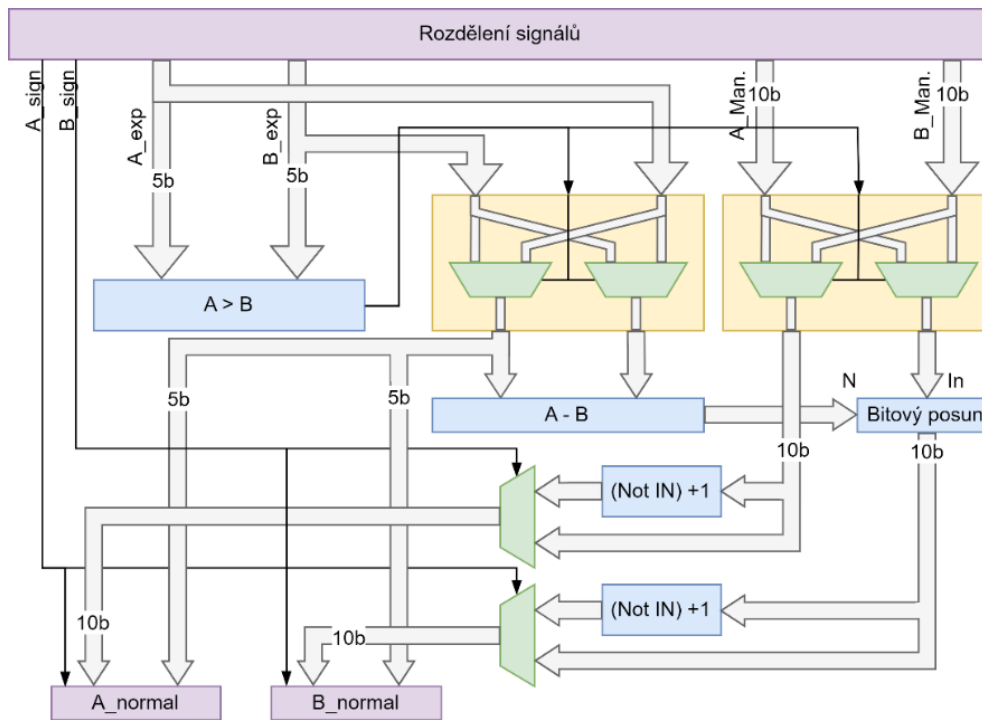 Rozdělení signálů
A_sign
B_sign
A_exp
5b
B_exp
5b
A_Man.
10b
B_Man.
10b
A > B
5b
5b
N
In
A - B
Bitový posun
10b
10b
(Not IN) +1
(Not IN) +1
10b
10b
A_normal
B_normal